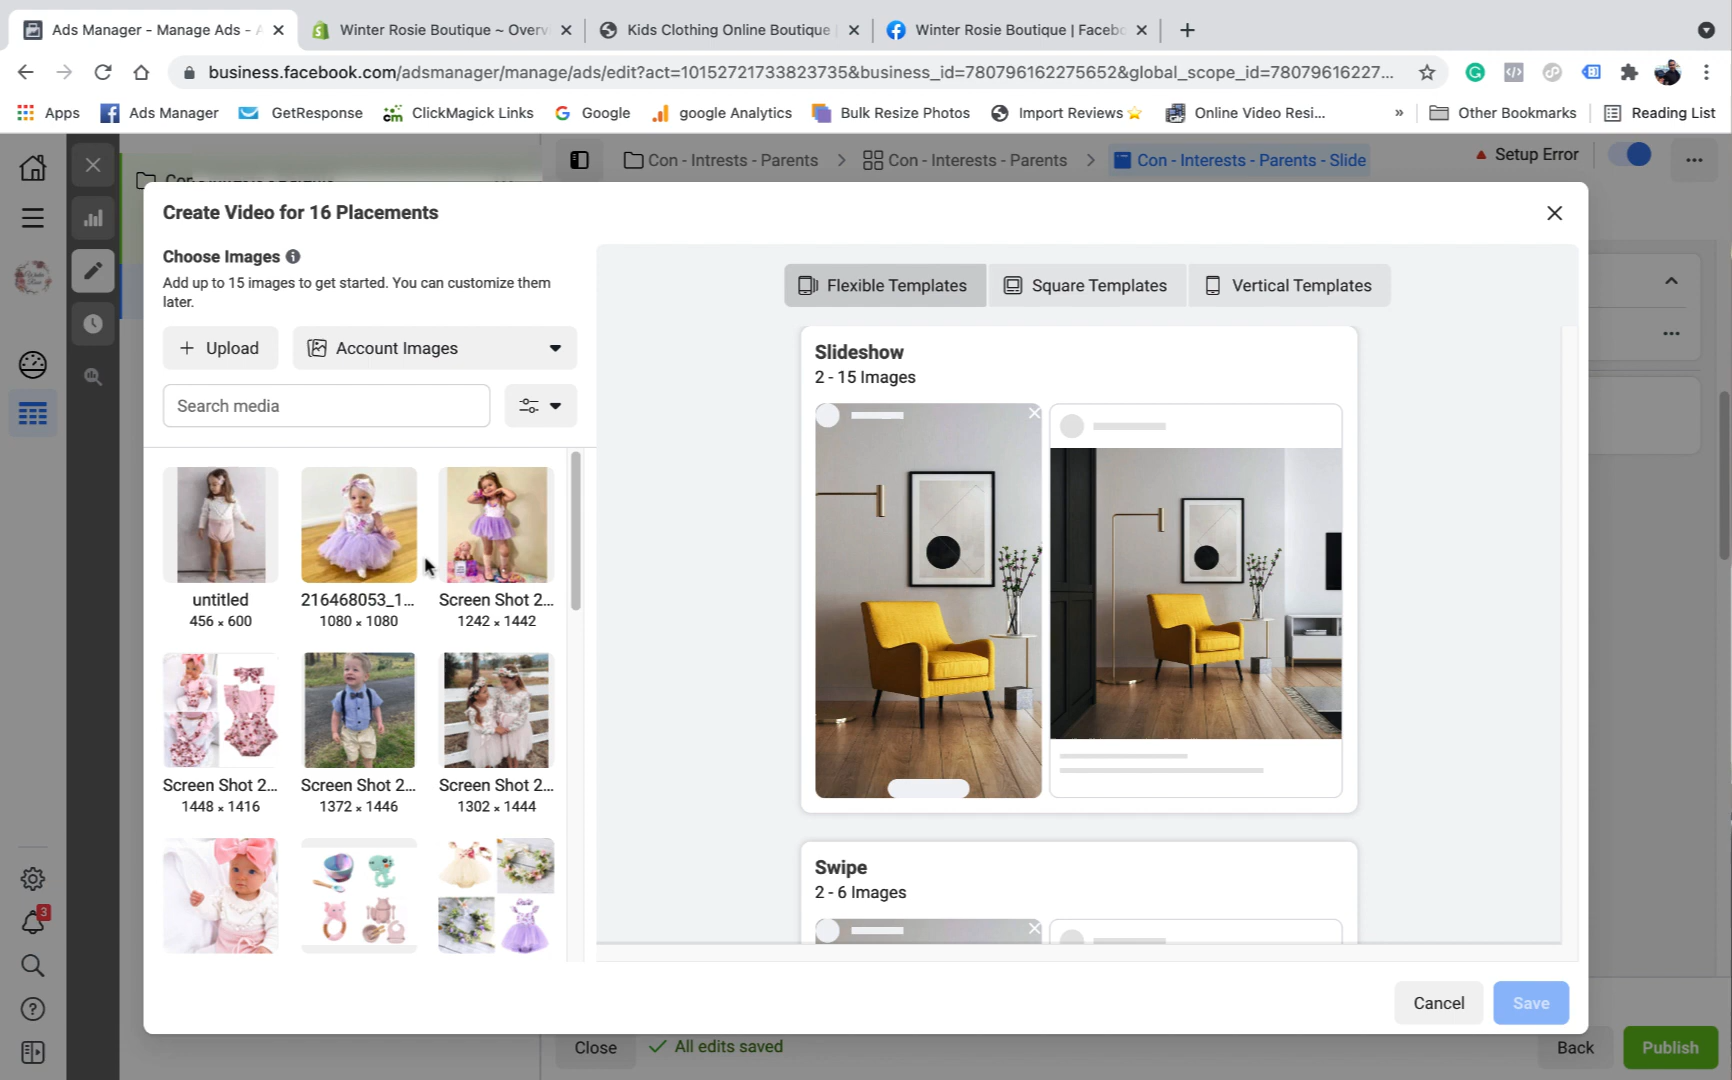 Ads Manager - Manage Ads - A
Winter Rosie Boutique ~ Overvi
Kids Clothing Online Boutique
Winter Rosie Boutique | Facebo
business.facebook.com/adsmanager/manage/ads/edit?act=10152721733823735&business_id=780796162275652&global_scope_id=78079616227...
Apps
Ads Manager
GetResponse
ClickMagick Links
Google
google Analytics
Bulk Resize Photos
Import Reviews⭐
Online Video Resi...
»
Other Bookmarks
Reading List
Con - Intrests - Parents
Con - Interests - Parents
Con - Interests - Parents - Slide
Setup Error
Create Video for 16 Placements
Choose Images
Add up to 15 images to get started. You can customize them
later.
+ Upload
Account Images
Search media
untitled
456 × 600
216468053_1...
1080 × 1080
Screen Shot 2...
1242 × 1442
Screen Shot 2...
1448 × 1416
Screen Shot 2...
1372 × 1446
Screen Shot 2...
1302 × 1444
Flexible Templates
Square Templates
Vertical Templates
Slideshow
2 - 15 Images
Swipe
2 - 6 Images
Cancel
Save
3
Close
All edits saved
Back
Publish